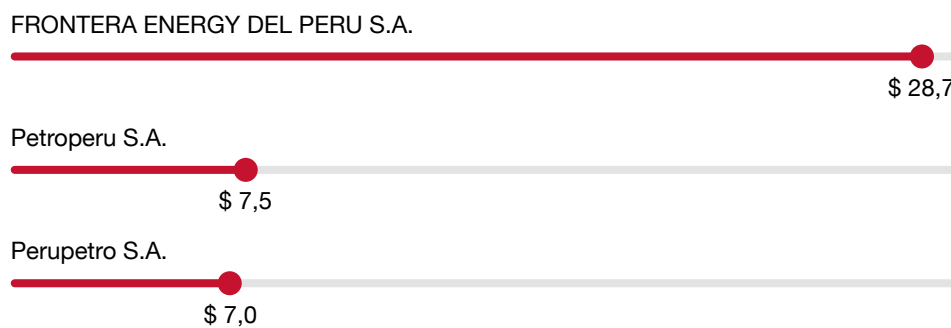 FRONTERA ENERGY DEL PERU S.A.
$ 28,7
Petroperu S.A.
$ 7,5
Perupetro S.A.
$ 7,0